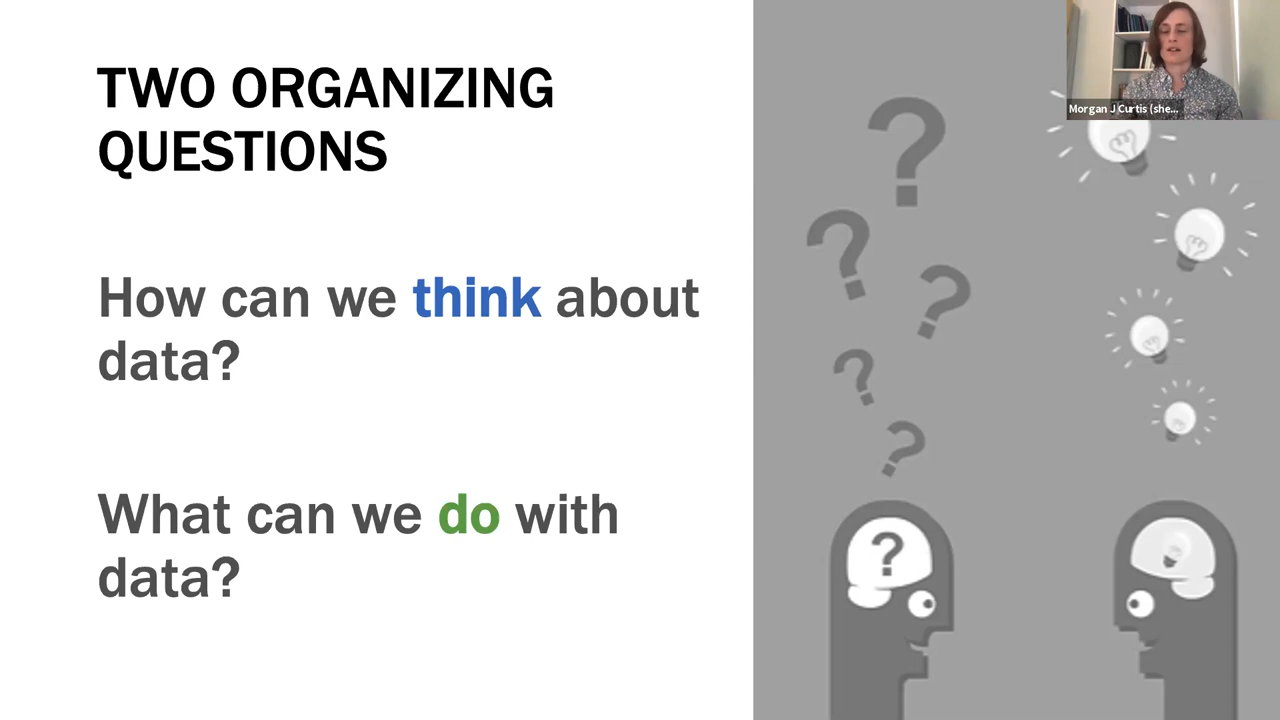 TWO ORGANIZING
QUESTIONS
How can we think about
data?
What can we do with
data?
Morgan J Curtis (she...
?
?
?
?
?
?